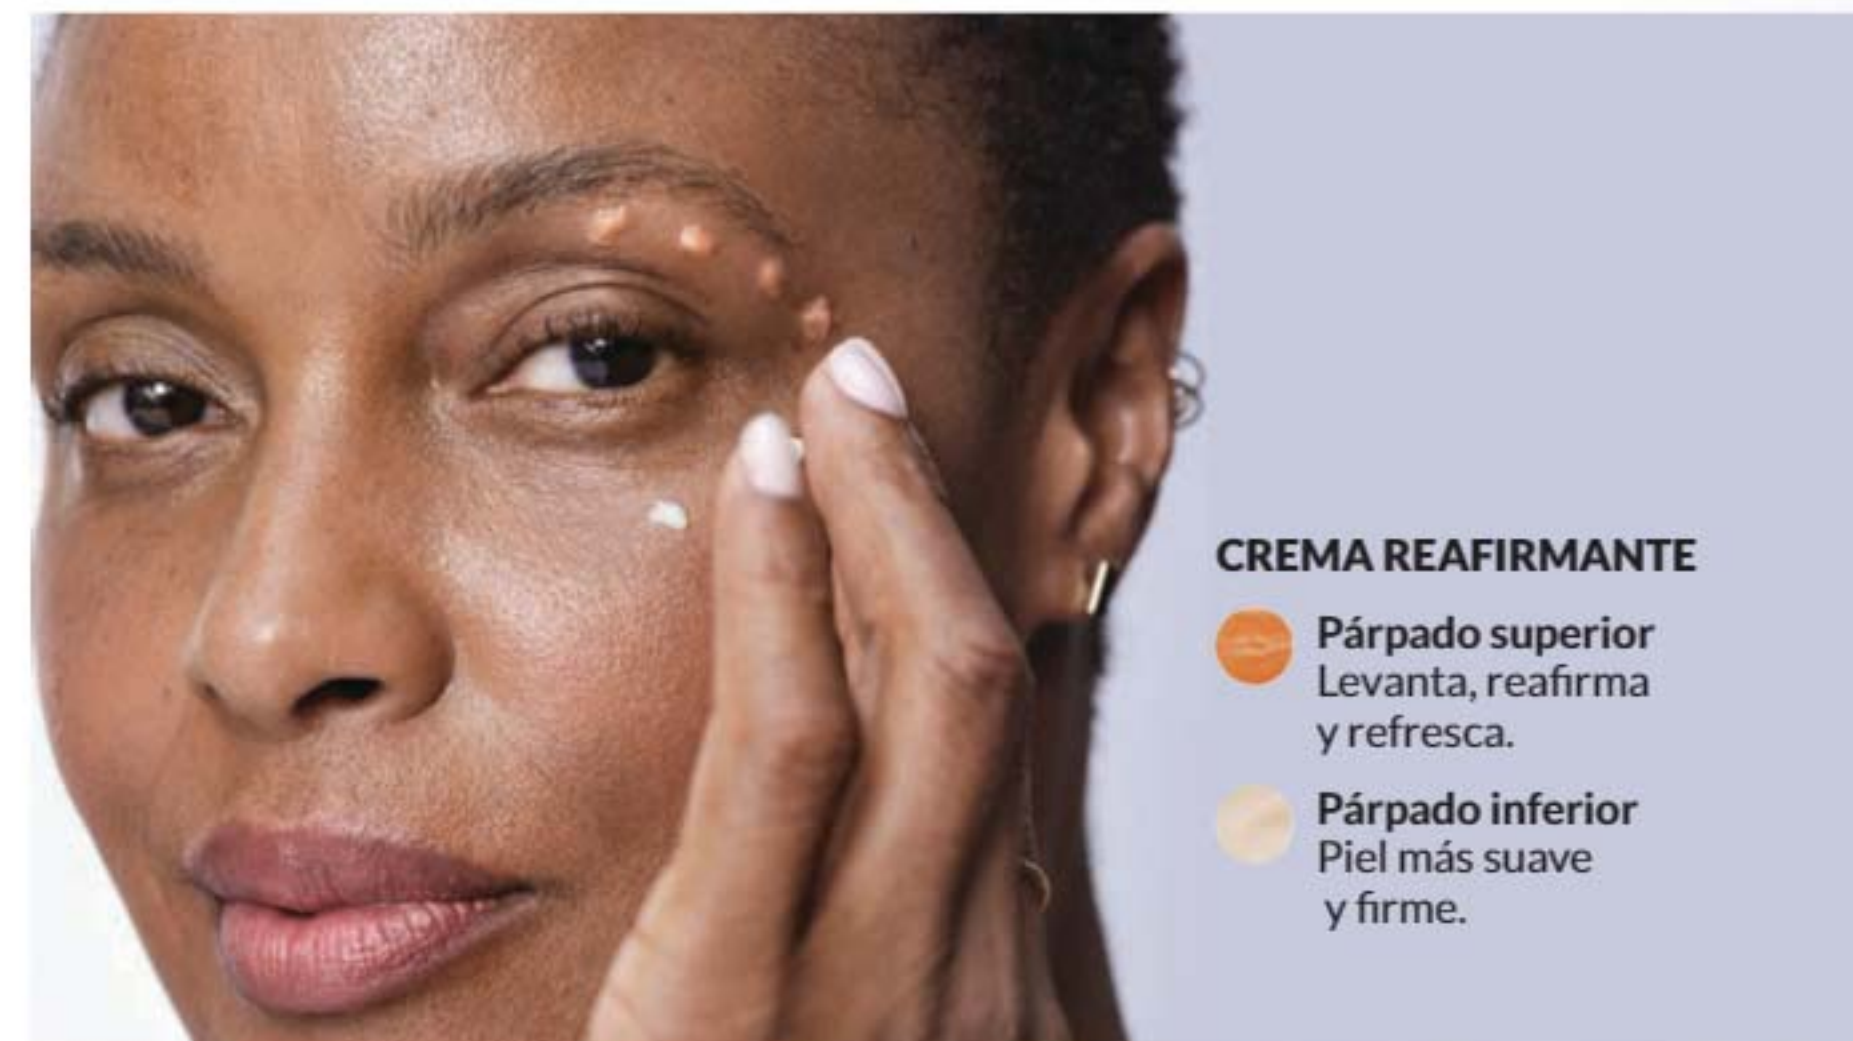 CREMA REAFIRMANTE
Párpado superior
Levanta, reafirma
y refresca.
Párpado inferior
Piel más suave
y firme.